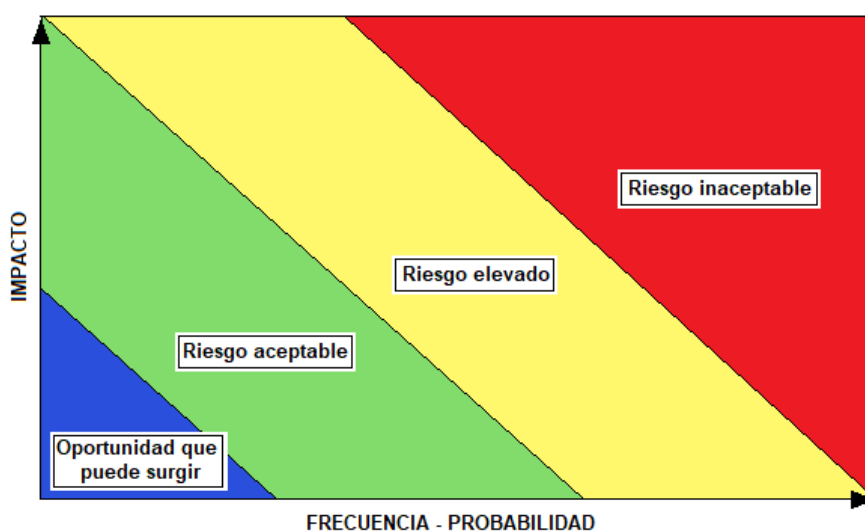 Riesgo inaceptable
Riesgo elevado
Riesgo aceptable
Oportunidad que
puede surgir
IMPACTO
FRECUENCIA - PROBABILIDAD